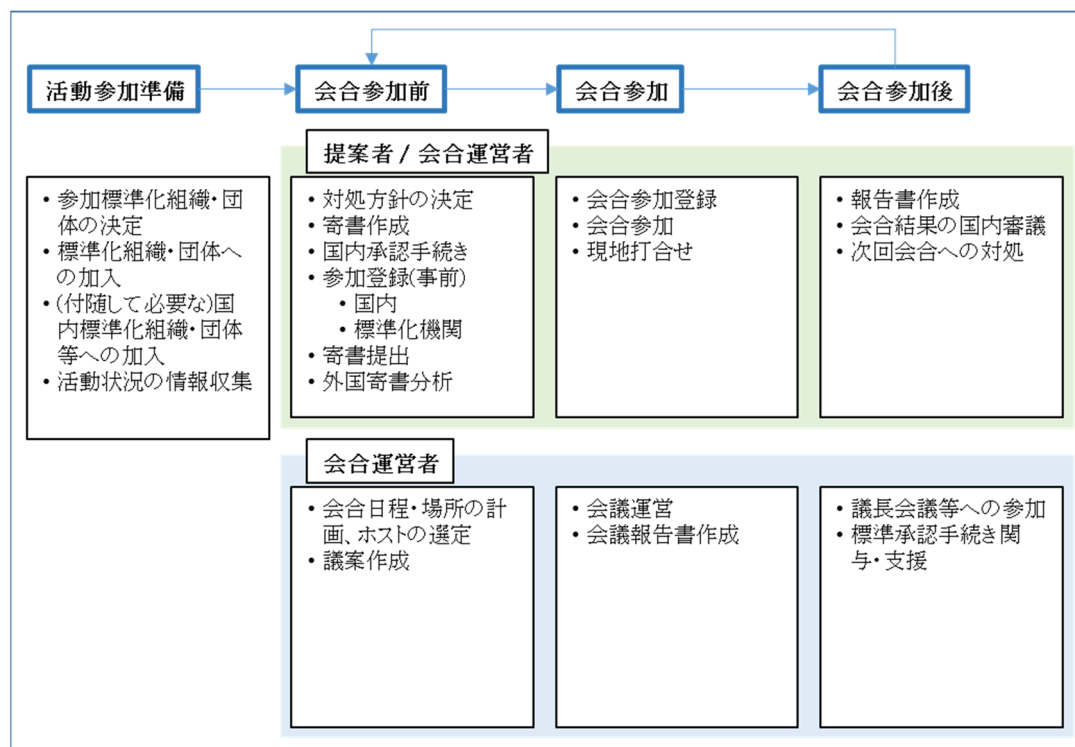 活動参加準備
会合参加前
会合参加
会合参加後
提案者 / 会合運営者
・参加標準化組織・団
体の決定
・標準化組織・団体へ
の加入
・(付随して必要な)国
内標準化組織・団体
等への加入
・活動状況の情報収集
・対処方針の決定
・寄書作成
・国内承認手続き
・参加登録(事前)
・国内
・標準化機関
・寄書提出
・外国寄書分析
・会合参加登録
・会合参加
・現地打合せ
・報告書作成
・会合結果の国内審議
・次回会合への対処
会合運営者
・会合日程・場所の計
画、ホストの選定
・議案作成
・会議運営
・会議報告書作成
・議長会議等への参加
・標準承認手続き関
与・支援